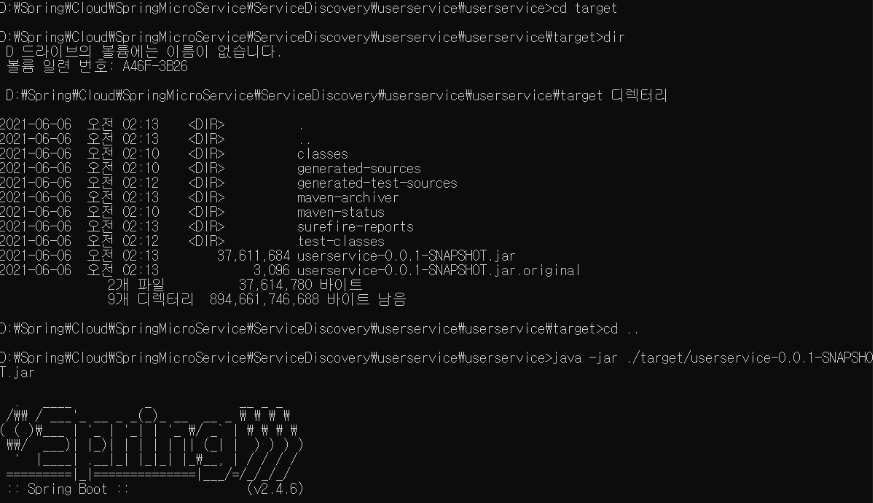 D:₩Spring₩Cloud₩SpringMicroService₩ServiceDiscovery₩userservice₩userservice>cd target
D:₩Spring₩Cloud₩SpringMicroService₩ServiceDiscovery₩userservice₩userservice₩target>dir
D 드라이브의 볼륨에는 이름이 없습니다.
볼륨 일련 번호: A46F-3B26
D:₩Spring₩Cloud₩SpringMicroService₩ServiceDiscovery₩userservice₩userservice₩target 디렉터리
2021-06-06 오전 02:13 <DIR> .
2021-06-06 오전 02:13 <DIR> ..
2021-06-06 오전 02:10 <DIR> classes
2021-06-06 오전 02:10 <DIR> generated-sources
2021-06-06 오전 02:12 <DIR> generated-test-sources
2021-06-06 오전 02:13 <DIR> maven-archiver
2021-06-06 오전 02:10 <DIR> maven-status
2021-06-06 오전 02:13 <DIR> surefire-reports
2021-06-06 오전 02:12 <DIR> test-classes
2021-06-06 오전 02:13 37,611,684 userservice-0.0.1-SNAPSHOT.jar
2021-06-06 오전 02:13 3,096 userservice-0.0.1-SNAPSHOT.jar.original
2개 파일 37,614,780 바이트
9개 디렉터리 894,661,746,688 바이트 남음
D:₩Spring₩Cloud₩SpringMicroService₩ServiceDiscovery₩userservice₩userservice₩target>cd ..
D:₩Spring₩Cloud₩SpringMicroService₩ServiceDiscovery₩userservice₩userservice>java -jar ./target/userservice-0.0.1-SNAPSHO
T.jar
Spring
:: Spring Boot :: (v2.4.6)